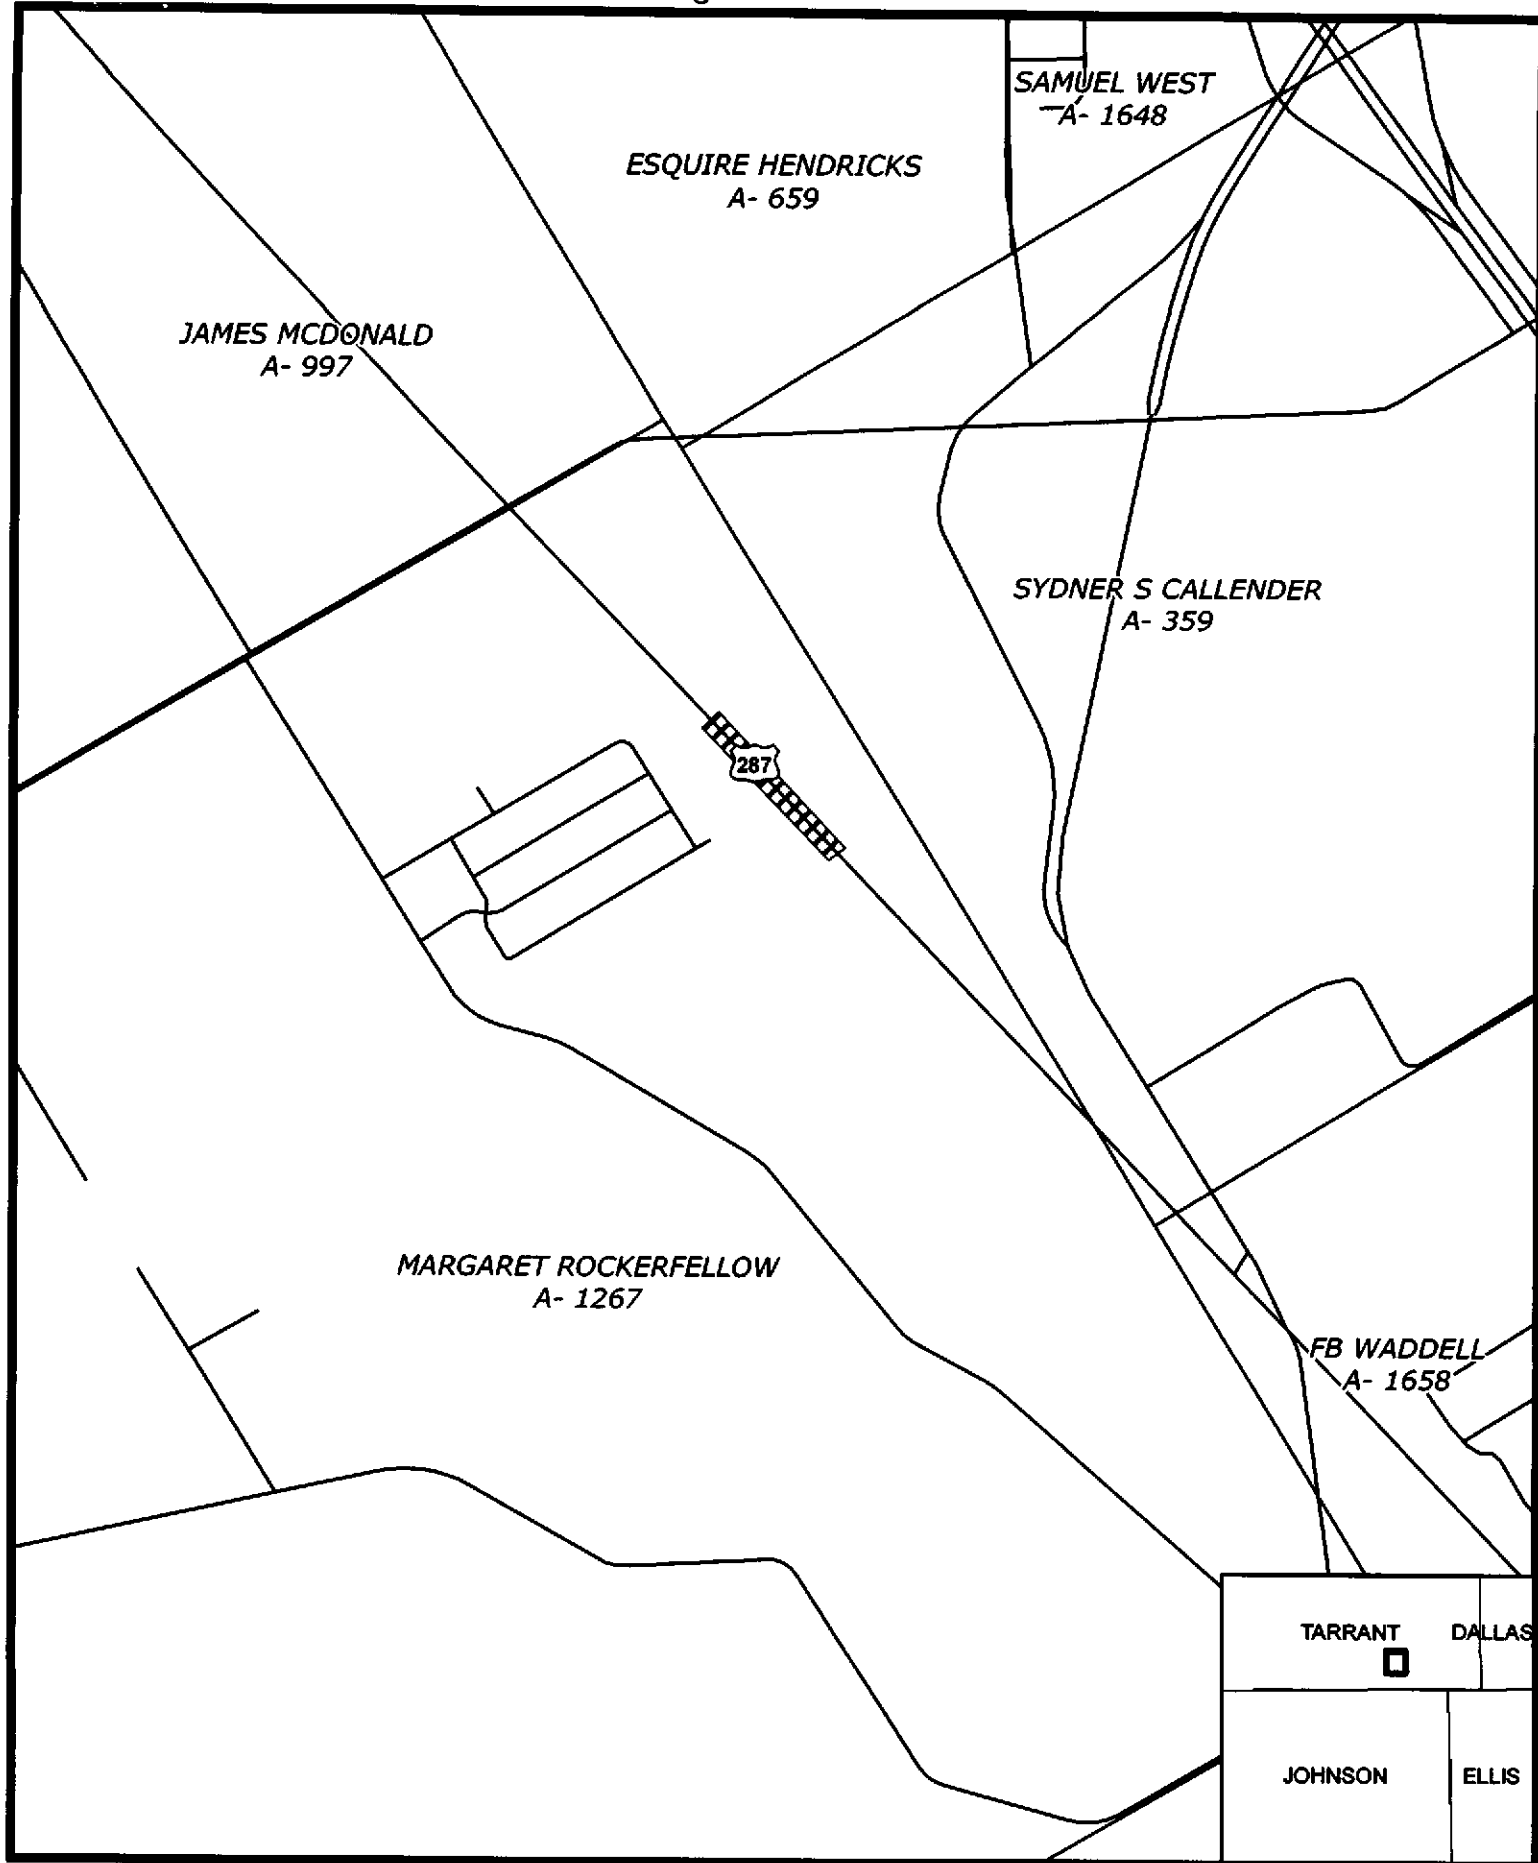 SAMUEL WEST
A- 1648
ESQUIRE HENDRICKS
A- 659
JAMES MCDONALD
A- 997
SYDNER S CALLENDER
A- 359
287
MARGARET ROCKERFELLOW
A- 1267
FB WADDELL
A- 1658
TARRANT DALLAS
JOHNSON ELLIS